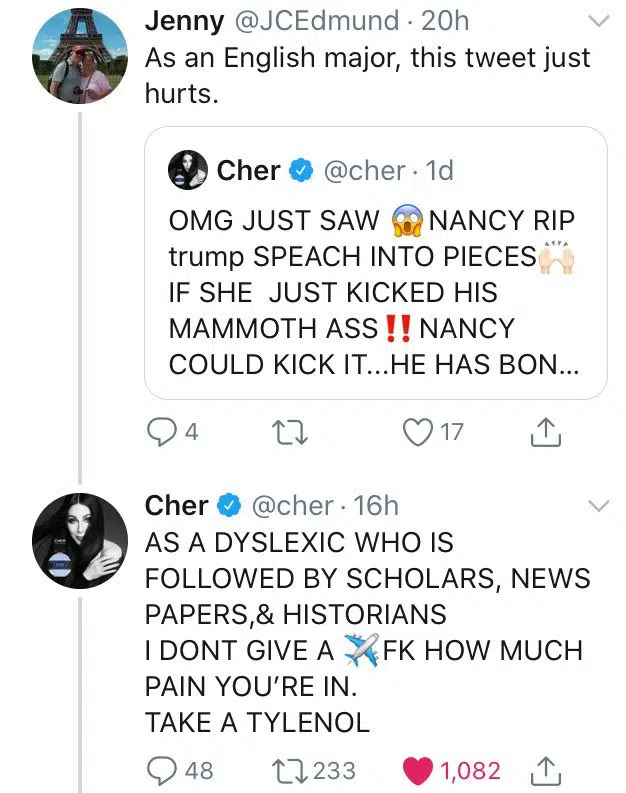 Jenny @JCEdmund · 20h
As an English major, this tweet just
hurts.
Cher @cher · 1d
OMG JUST SAW 😱NANCY RIP
trump SPEACH INTO PIECES🙌🏻
IF SHE  JUST KICKED HIS
MAMMOTH ASS‼️NANCY
COULD KICK IT...HE HAS BON...
4 17
Cher @cher · 16h
AS A DYSLEXIC WHO IS
FOLLOWED BY SCHOLARS, NEWS
PAPERS,& HISTORIANS
I DONT GIVE A ✈️FK HOW MUCH
PAIN YOU’RE IN.
TAKE A TYLENOL
48 233 1,082